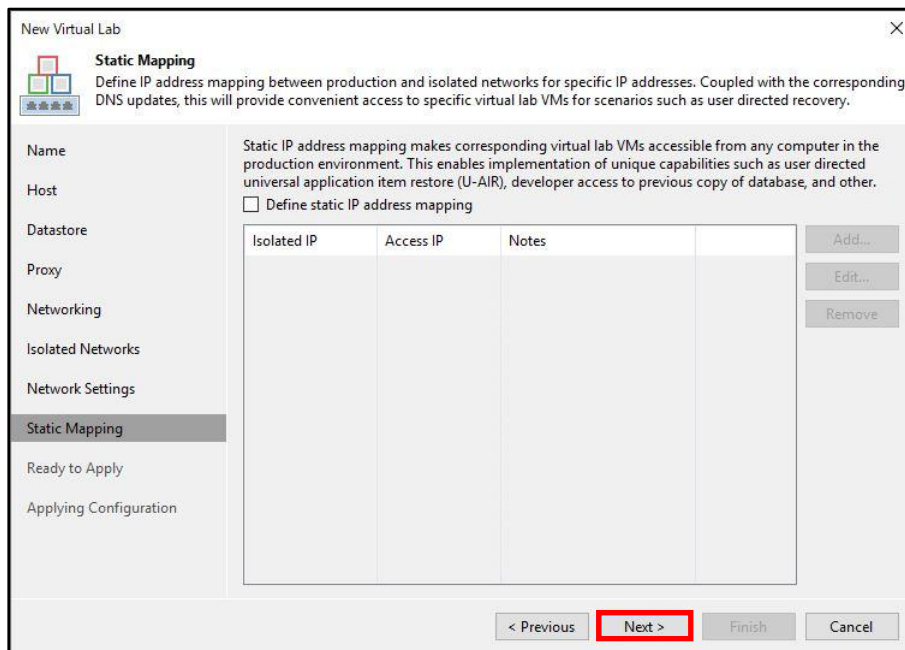 New Virtual Lab
Static Mapping
Define IP address mapping between production and isolated networks for specific IP addresses. Coupled with the corresponding
DNS updates, this will provide convenient access to specific virtual lab VMs for scenarios such as user directed recovery.
Name
Host
Datastore
Proxy
Networking
Isolated Networks
Network Settings
Static Mapping
Ready to Apply
Applying Configuration
Static IP address mapping makes corresponding virtual lab VMs accessible from any computer in the
production environment. This enables implementation of unique capabilities such as user directed
universal application item restore (U-AIR), developer access to previous copy of database, and other.
Define static IP address mapping
Isolated IP Access IP Notes
Add...
Edit...
Remove
< Previous Next > Finish Cancel